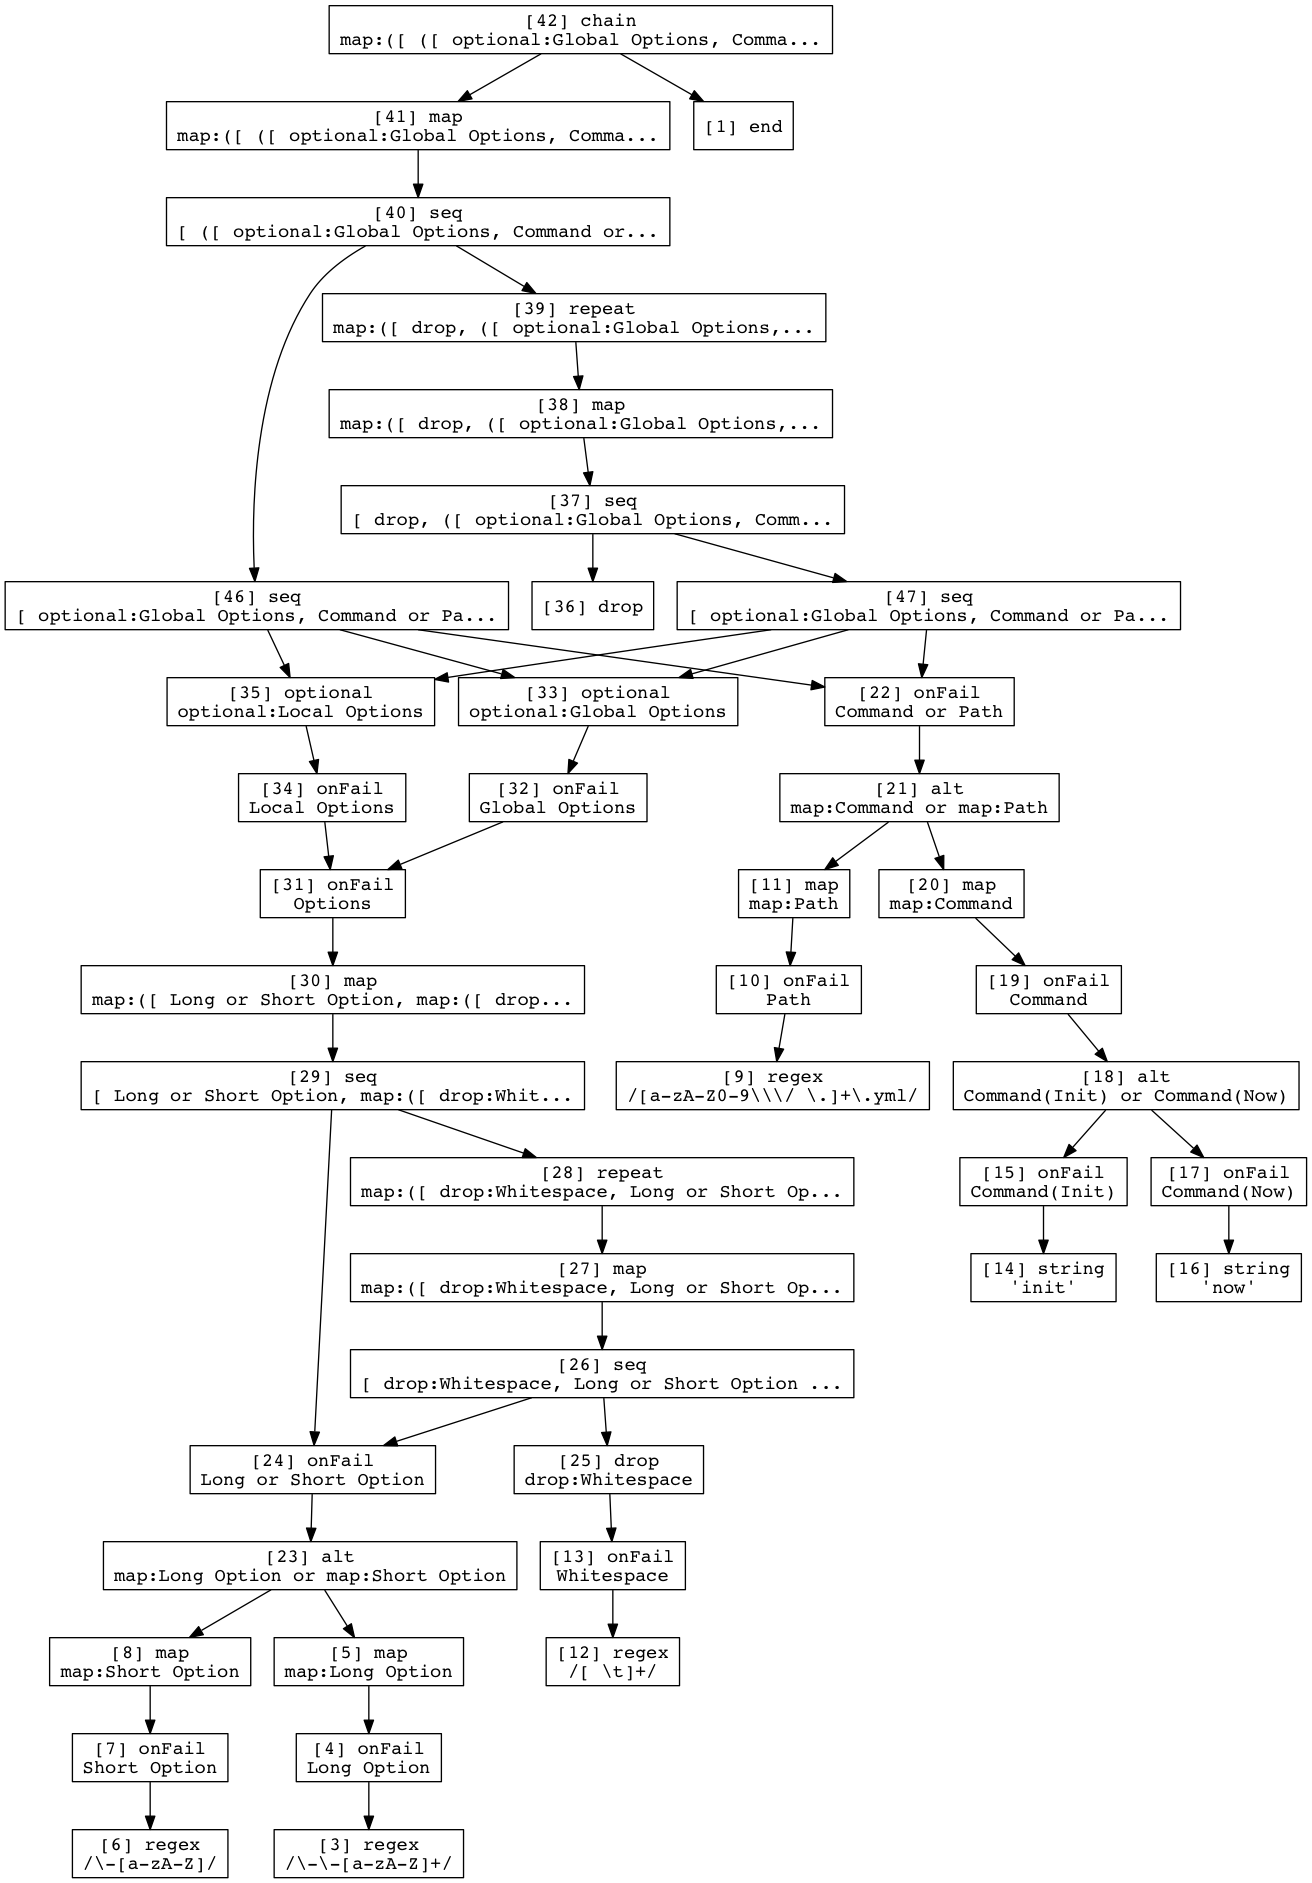 [42] chain
map:([ ([ optional:Global Options, Comma...
[41] map
map:([ ([ optional:Global Options, Comma...
[1] end
[40] seq
[ ([ optional:Global Options, Command or...
[39] repeat
map:([ drop, ([ optional:Global Options,...
[38] map
map:([ drop, ([ optional:Global Options,...
[37] seq
[ drop, ([ optional:Global Options, Comm...
[46] seq
[ optional:Global Options, Command or Pa...
[36] drop
[47] seq
[ optional:Global Options, Command or Pa...
[35] optional
optional:Local Options
[33] optional
optional:Global Options
[22] onFail
Command or Path
[34] onFail
Local Options
[32] onFail
Global Options
[21] alt
map:Command or map:Path
[31] onFail
Options
[11] map
map:Path
[20] map
map:Command
[30] map
map:([ Long or Short Option, map:([ drop...
[10] onFail
Path
[19] onFail
Command
[29] seq
[ Long or Short Option, map:([ drop:Whit...
[9] regex
/[a-zA-Z0-9\\\/ \.]+\.yml/
[18] alt
Command(Init) or Command(Now)
[28] repeat
map:([ drop:Whitespace, Long or Short Op...
[15] onFail
Command(Init)
[17] onFail
Command(Now)
[27] map
map:([ drop:Whitespace, Long or Short Op...
[14] string
'init'
[16] string
'now'
[26] seq
[ drop:Whitespace, Long or Short Option ...
[24] onFail
Long or Short Option
[25] drop
drop:Whitespace
[23] alt
map:Long Option or map:Short Option
[13] onFail
Whitespace
[8] map
map:Short Option
[5] map
map:Long Option
[12] regex
/[ \t]+/
[7] onFail
Short Option
[4] onFail
Long Option
[6] regex
/\-[a-zA-Z]/
[3] regex
/\-\-[a-zA-Z]+/